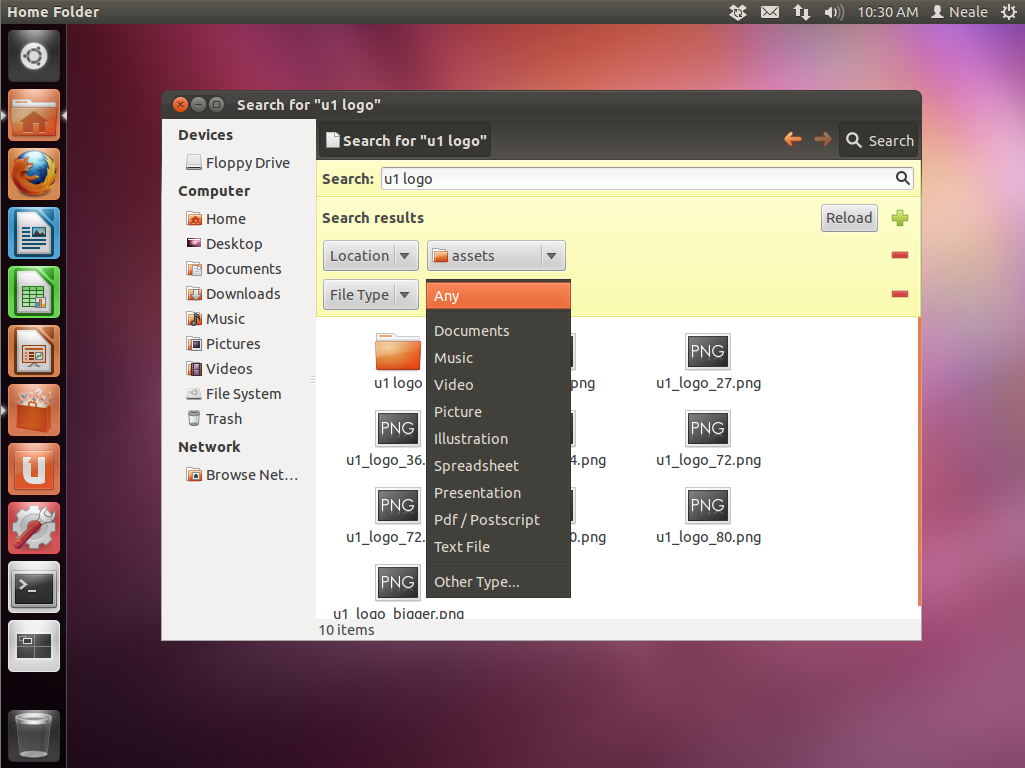 Home Folder
10:30 AM Neale
Search for "u1 logo"
Devices
Floppy Drive
Computer
Home
Desktop
Documents
Downloads
Music
Pictures
Videos
File System
Trash
Network
Browse Net…
Search for "u1 logo"
Search
Search: u1 logo
Search results
Reload
Location
assets
File Type
Any
Documents
Music
Video
Picture
Illustration
Spreadsheet
Presentation
Pdf / Postscript
Text File
Other Type...
u1 logo
png
PNG
u1_logo_27.png
PNG
u1_logo_36.
4.png
PNG
u1_logo_72.png
PNG
u1_logo_72.
0.png
PNG
u1_logo_80.png
PNG
u1_logo_bigger.png
10 items